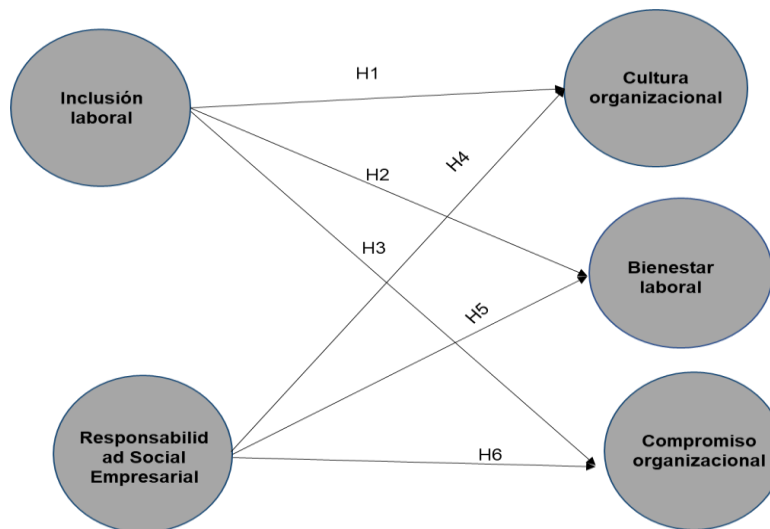 Inclusión
laboral
H1
Cultura
organizacional
H4
H2
H3
Bienestar
laboral
H5
Responsabilid
ad Social
Empresarial
H6
Compromiso
organizacional